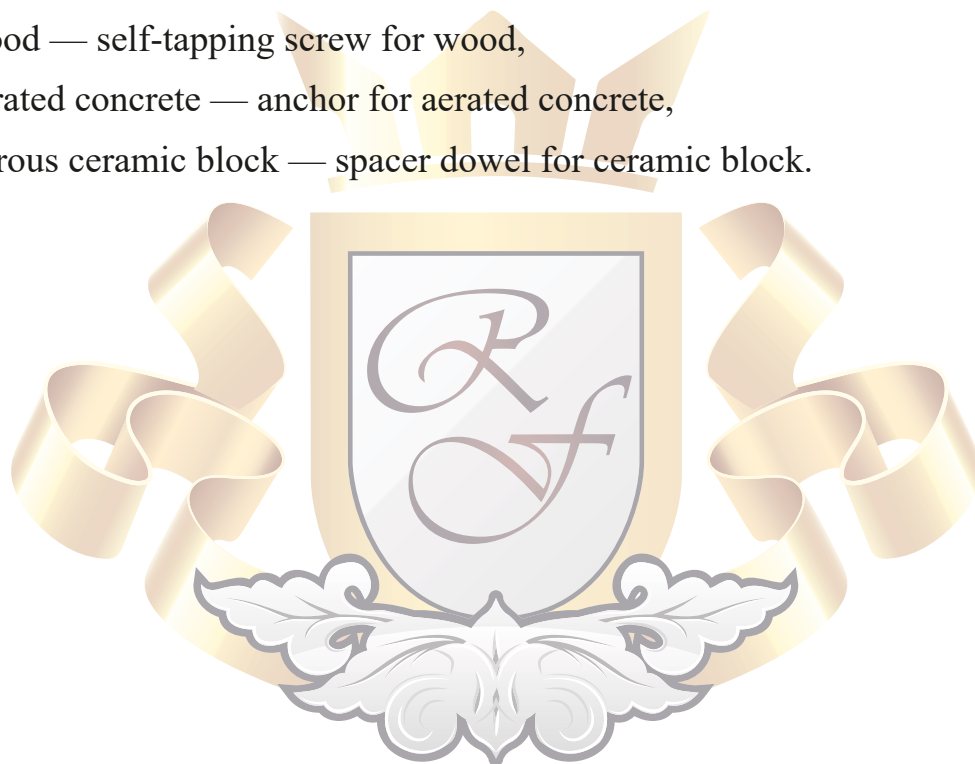 ood — self-tapping screw for wood,
rated concrete — anchor for aerated concrete,
rous ceramic block — spacer dowel for ceramic block.
R
F